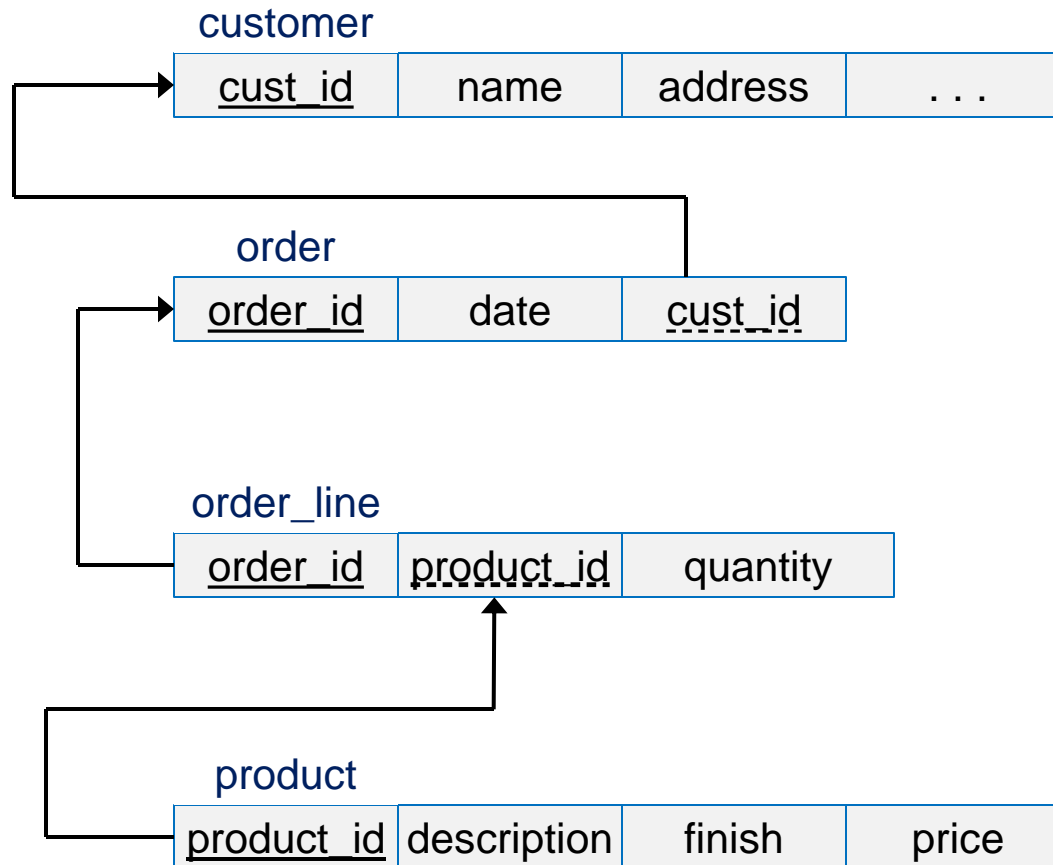 customer
cust_id name address . . .
order
order_id date cust_id
order_line
order_id product_id quantity
product
product_id description finish price